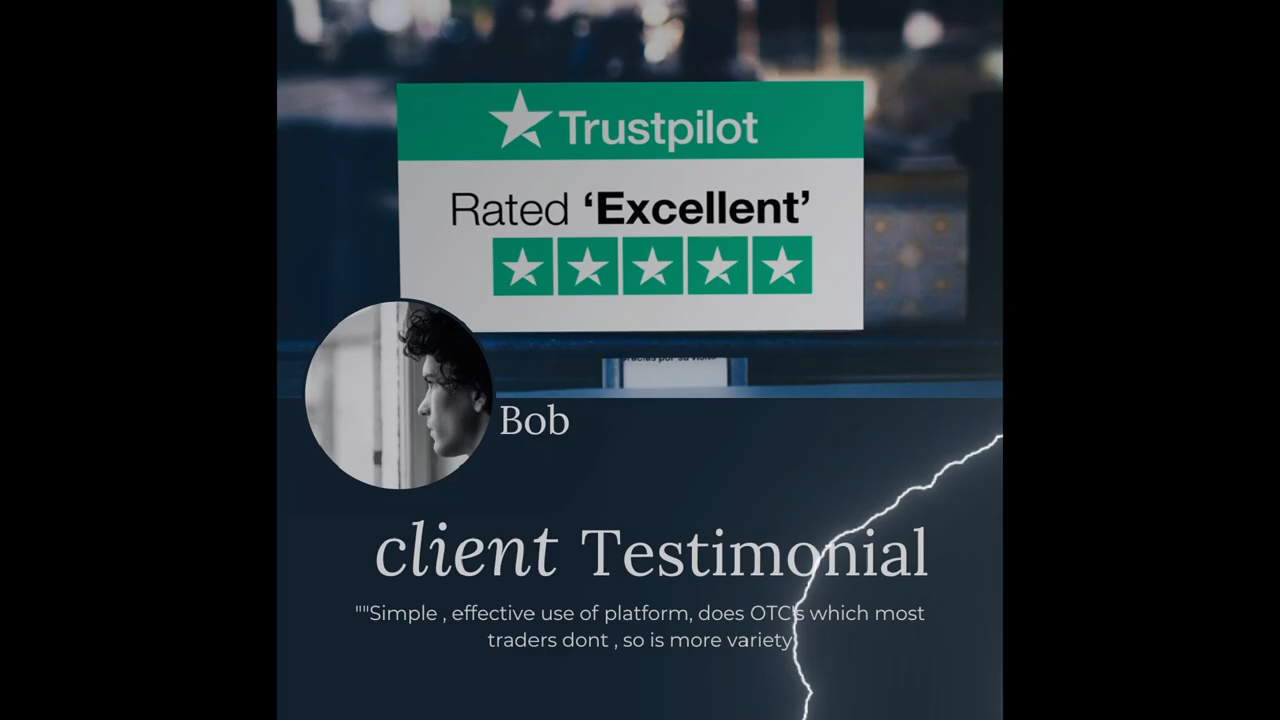 Trustpilot
Rated ‘Excellent’
Bob
client Testimonial
""Simple , effective use of platform, does OTC's which most
traders dont , so is more variety